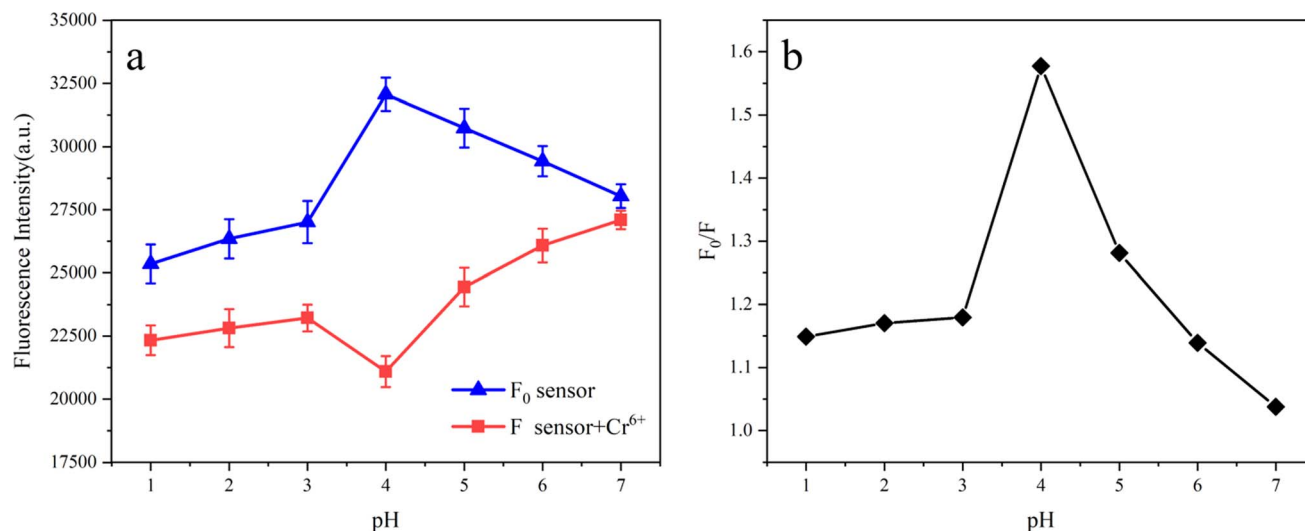 a
35000
32500
30000
27500
25000
22500
20000
17500
Fluorescence Intensity(a.u.)
F₀ sensor
F sensor+Cr⁶⁺
1 2 3 4 5 6 7
pH
b
1.6
1.5
1.4
1.3
1.2
1.1
1.0
F₀/F
1 2 3 4 5 6 7
pH